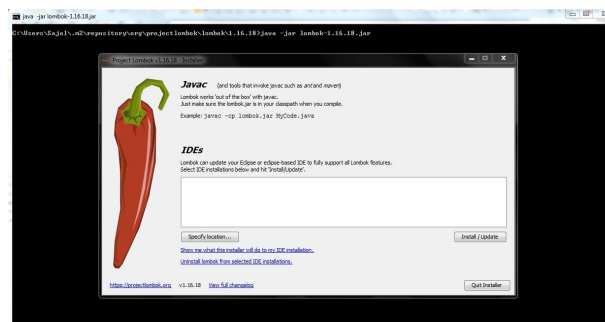 java -jar lombok-1.16.18.jar
C:\Users\Sajal\.m2\repository\org\projectlombok\lombok\1.16.18>java -jar lombok-1.16.18.jar
Project Lombok v1.16.18 - Installer
Javac (and tools that invoke javac such as ant and maven)
Lombok works 'out of the box' with javac.
Just make sure the lombok.jar is in your classpath when you compile.
Example: javac -cp lombok.jar MyCode.java
IDEs
Lombok can update your Eclipse or eclipse-based IDE to fully support all Lombok features.
Select IDE installations below and hit 'Install/Update'.
Specify location...
Install / Update
Show me what this installer will do to my IDE installation.
Uninstall lombok from selected IDE installations.
https://projectlombok.org v1.16.18 View full changelog
Quit Installer